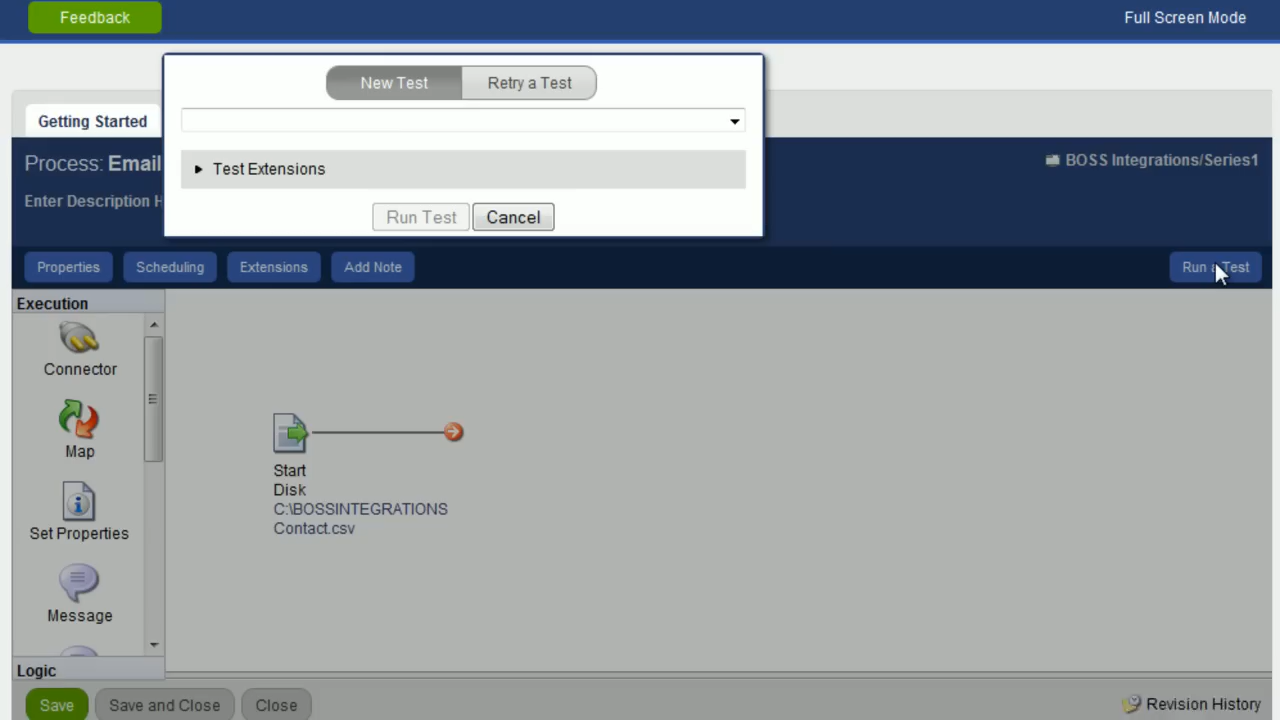 Feedback
Full Screen Mode
New Test
Retry a Test
Getting Started
Test Extensions
Process: Email
BOSS Integrations/Series1
Enter Description H
Run Test
Cancel
Properties
Scheduling
Extensions
Add Note
Run a Test
Execution
Connector
Map
Set Properties
Message
Logic
Start
Disk
C:\BOSSINTEGRATIONS
Contact.csv
Save
Save and Close
Close
Revision History